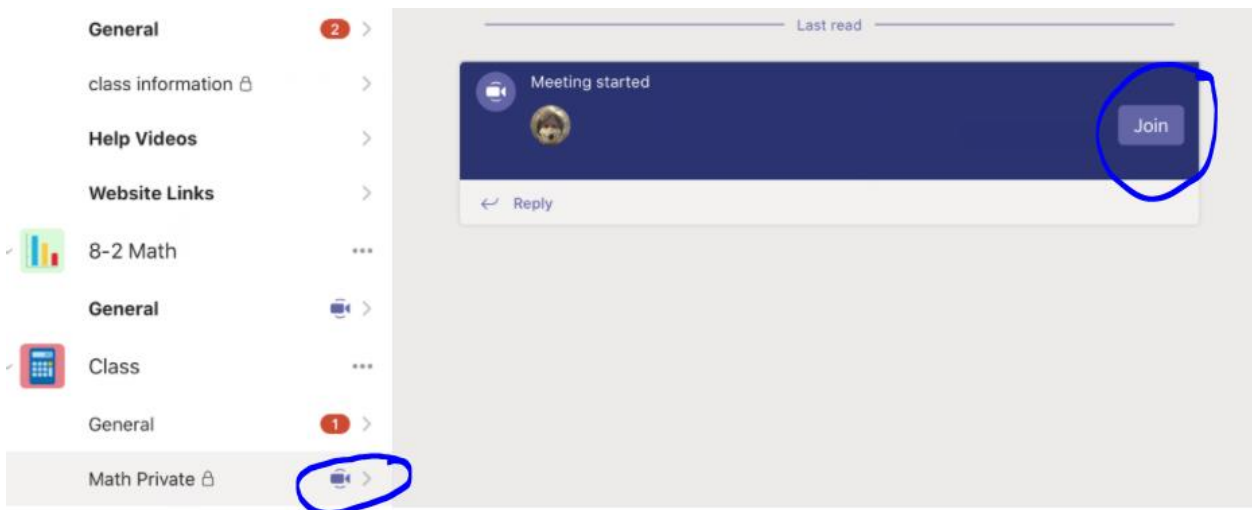 General 2
class information
Help Videos
Website Links
8-2 Math
General
Class
General 1
Math Private
Last read
Meeting started
Join
Reply